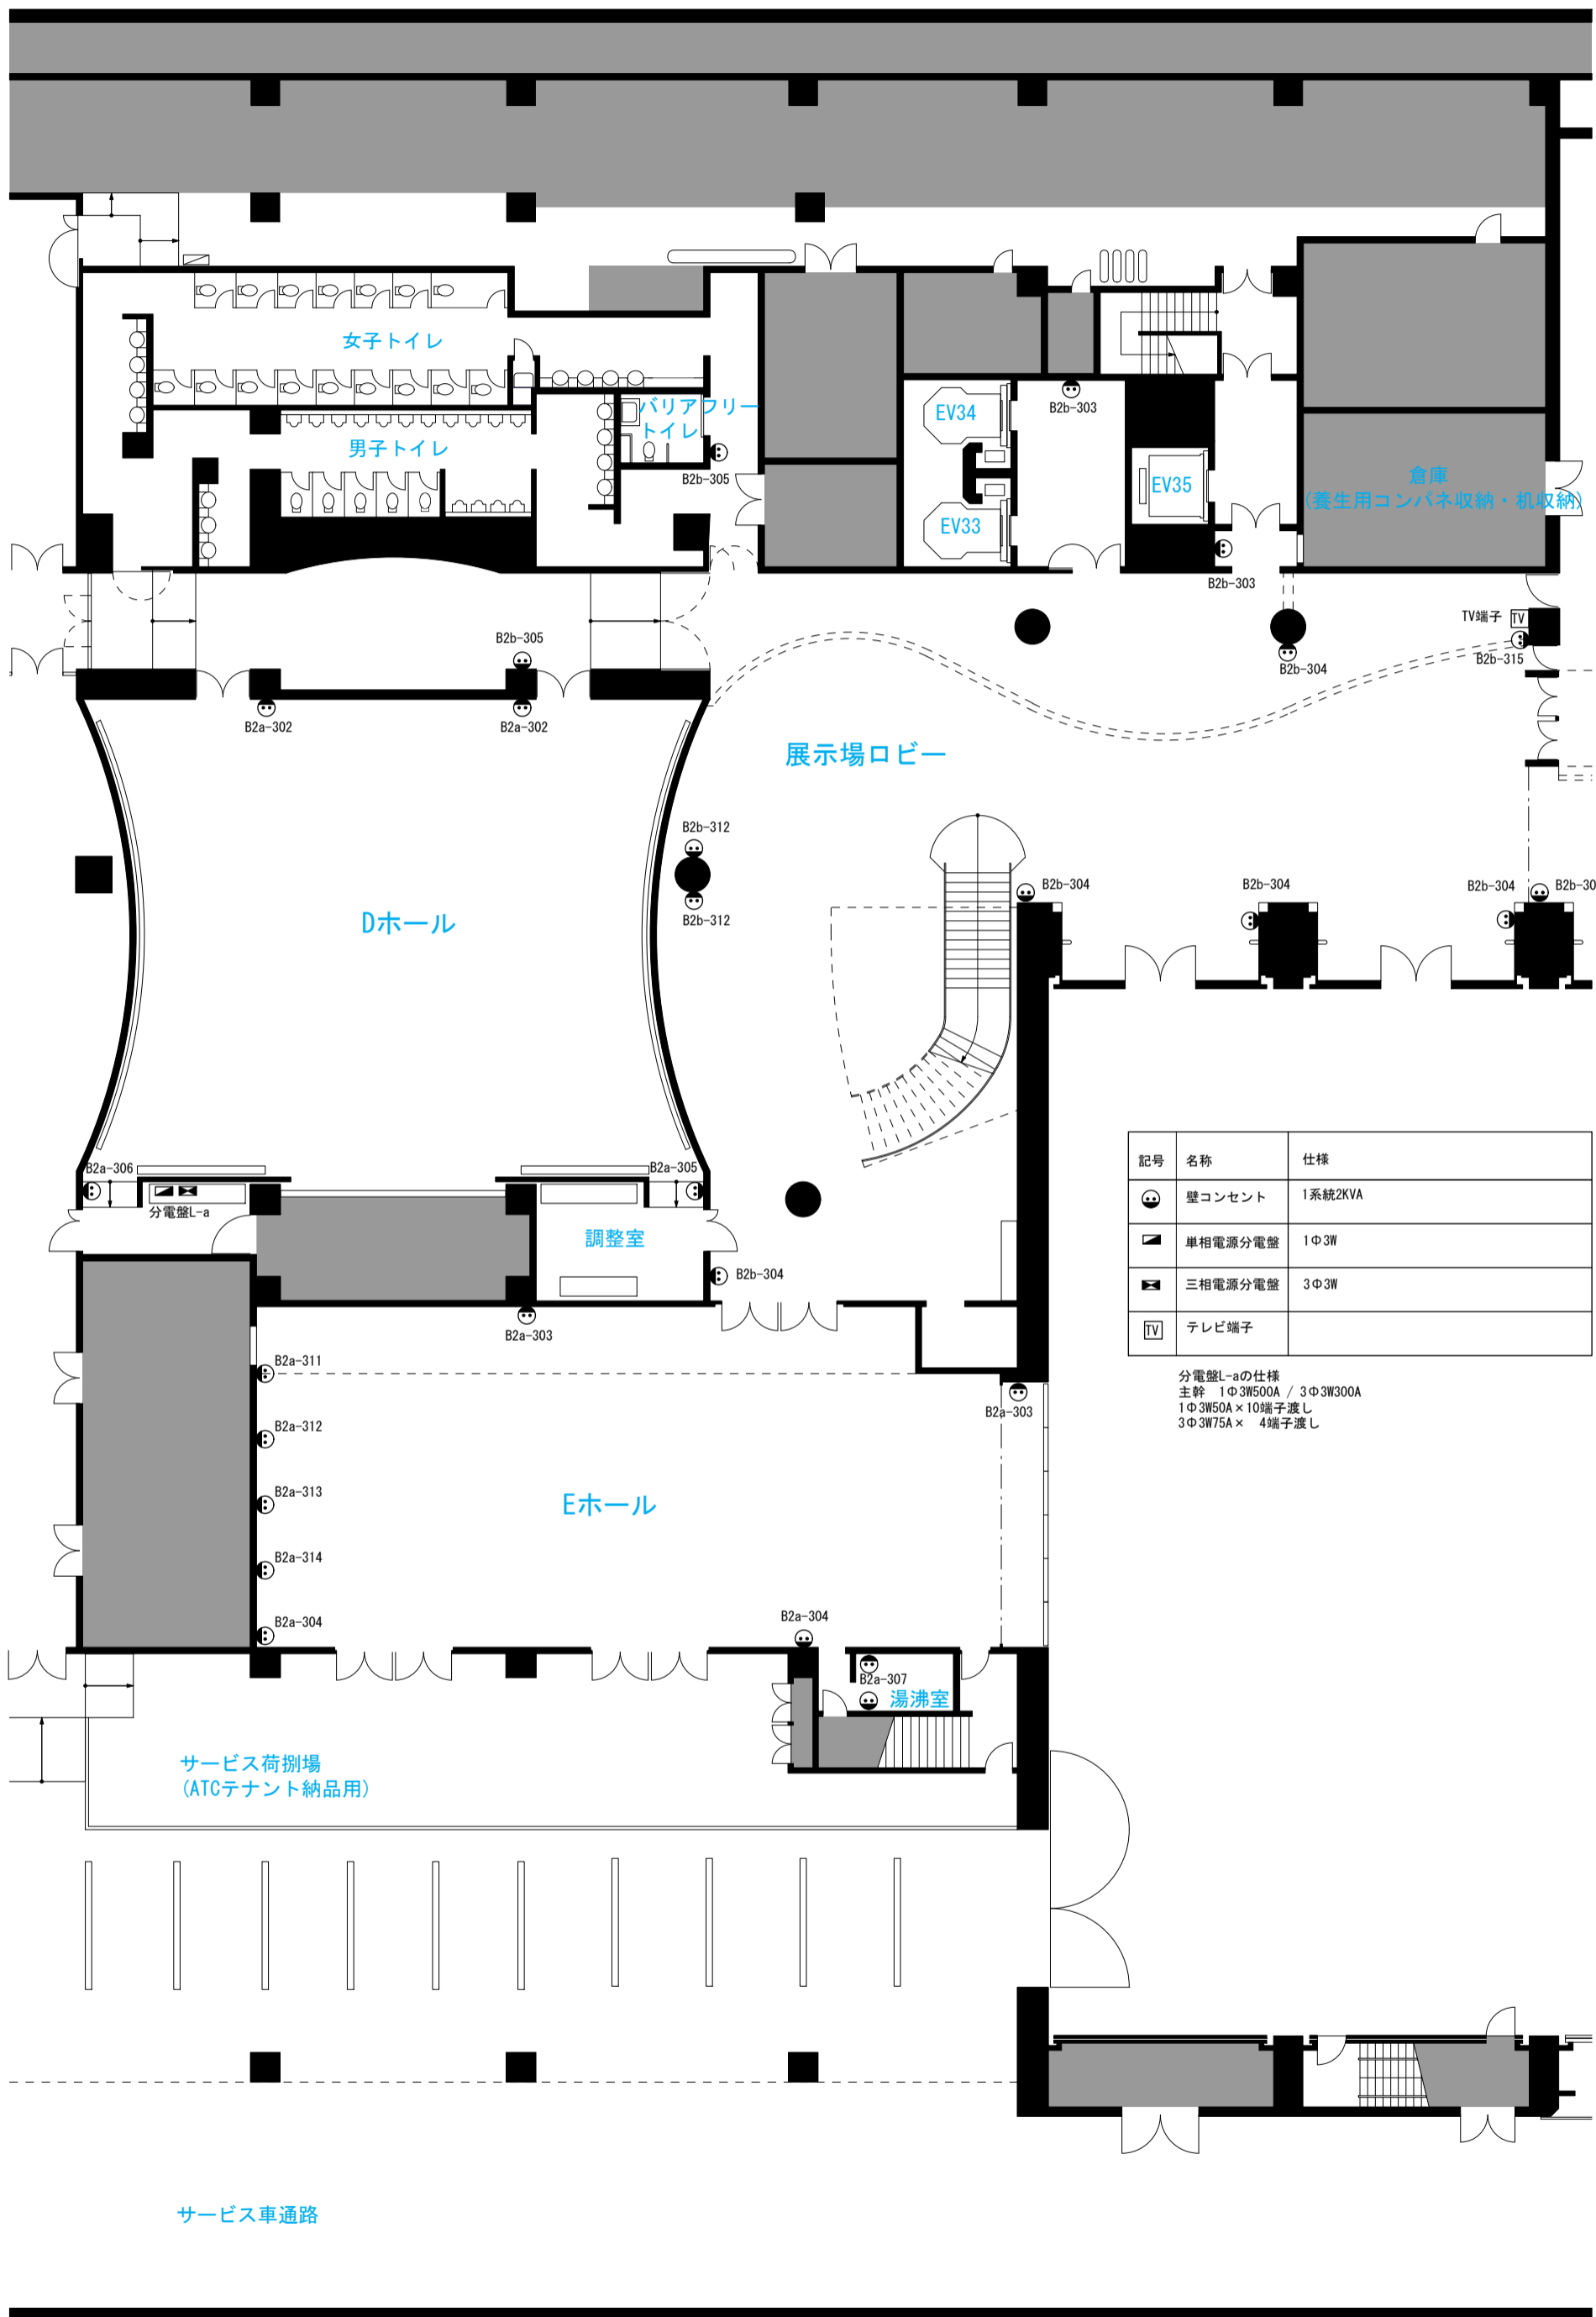 女子トイレ
バリアフリー
トイレ
男子トイレ
B2b-305
EV34
EV33
B2b-303
EV35
倉庫
(養生用コンパネ収納・机収納)
B2b-303
TV端子
TV
B2b-315
B2b-304
B2b-305
B2a-302
B2a-302
展示場ロビー
B2b-312
B2b-312
Dホール
B2b-304
B2b-304
B2b-304
B2b-30
B2a-306
分電盤L-a
B2a-305
調整室
B2b-304
B2a-303
記号 名称 仕様
壁コンセント 1系統2KVA
単相電源分電盤 1Φ3W
三相電源分電盤 3Φ3W
TV テレビ端子
分電盤L-aの仕様
主幹 1Φ3W500A / 3Φ3W300A
1Φ3W50A×10端子渡し
3Φ3W75A× 4端子渡し
B2a-311
B2a-303
B2a-312
B2a-313
Eホール
B2a-314
B2a-304
B2a-304
B2a-307
湯沸室
サービス荷捌場
(ATCテナント納品用)
サービス車通路